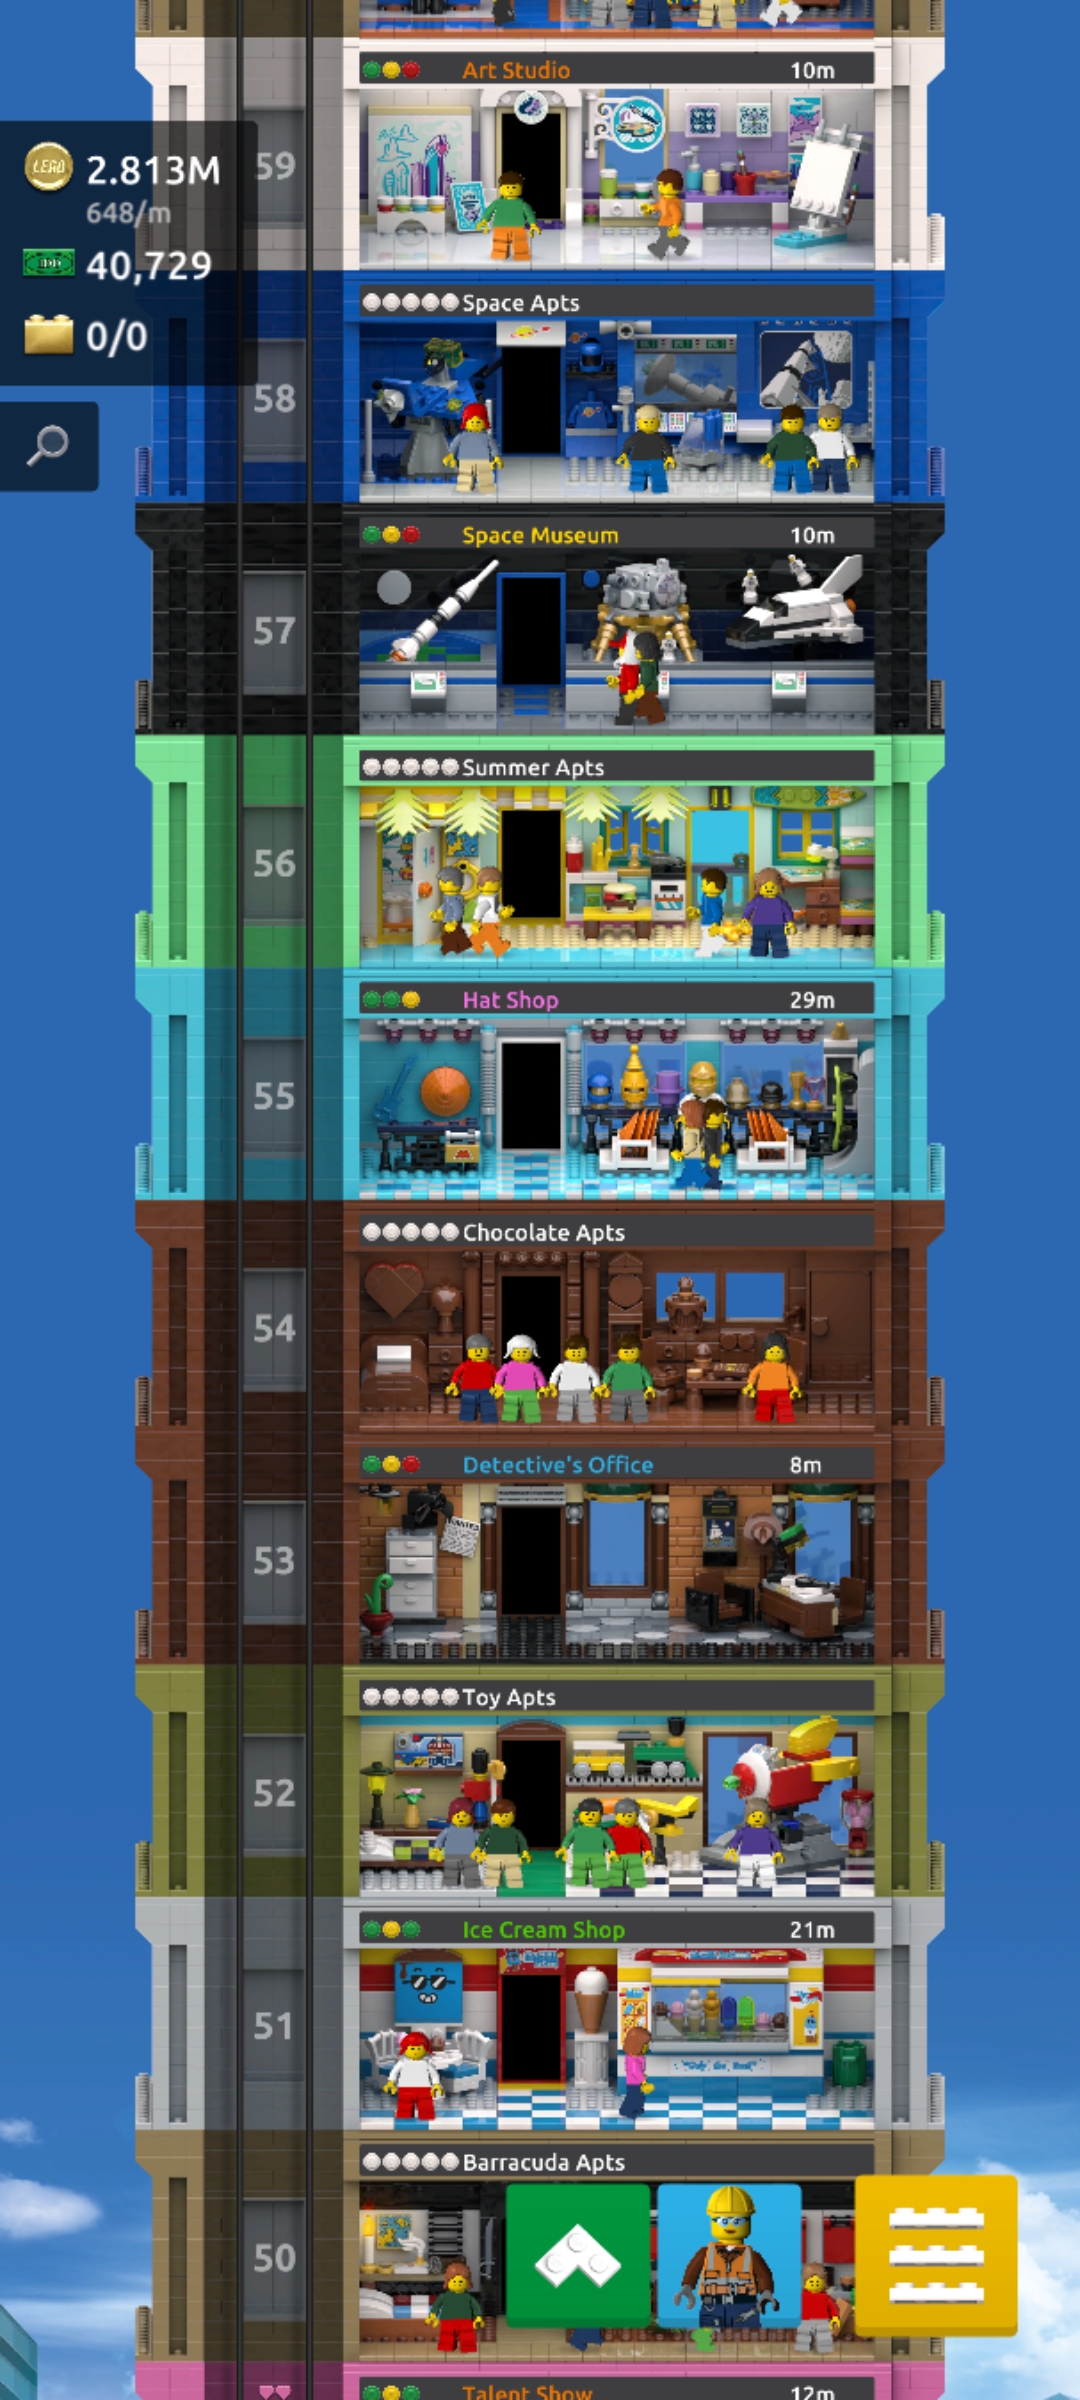 Art Studio 10m
59
LEGO 2.813M
648/m
40,729
0/0
Space Apts
58
Space Museum 10m
57
Summer Apts
56
Hat Shop 29m
55
Chocolate Apts
54
Detective's Office 8m
53
WANTED
Toy Apts
52
Ice Cream Shop 21m
51
Barracuda Apts
50
Talent Show 12m